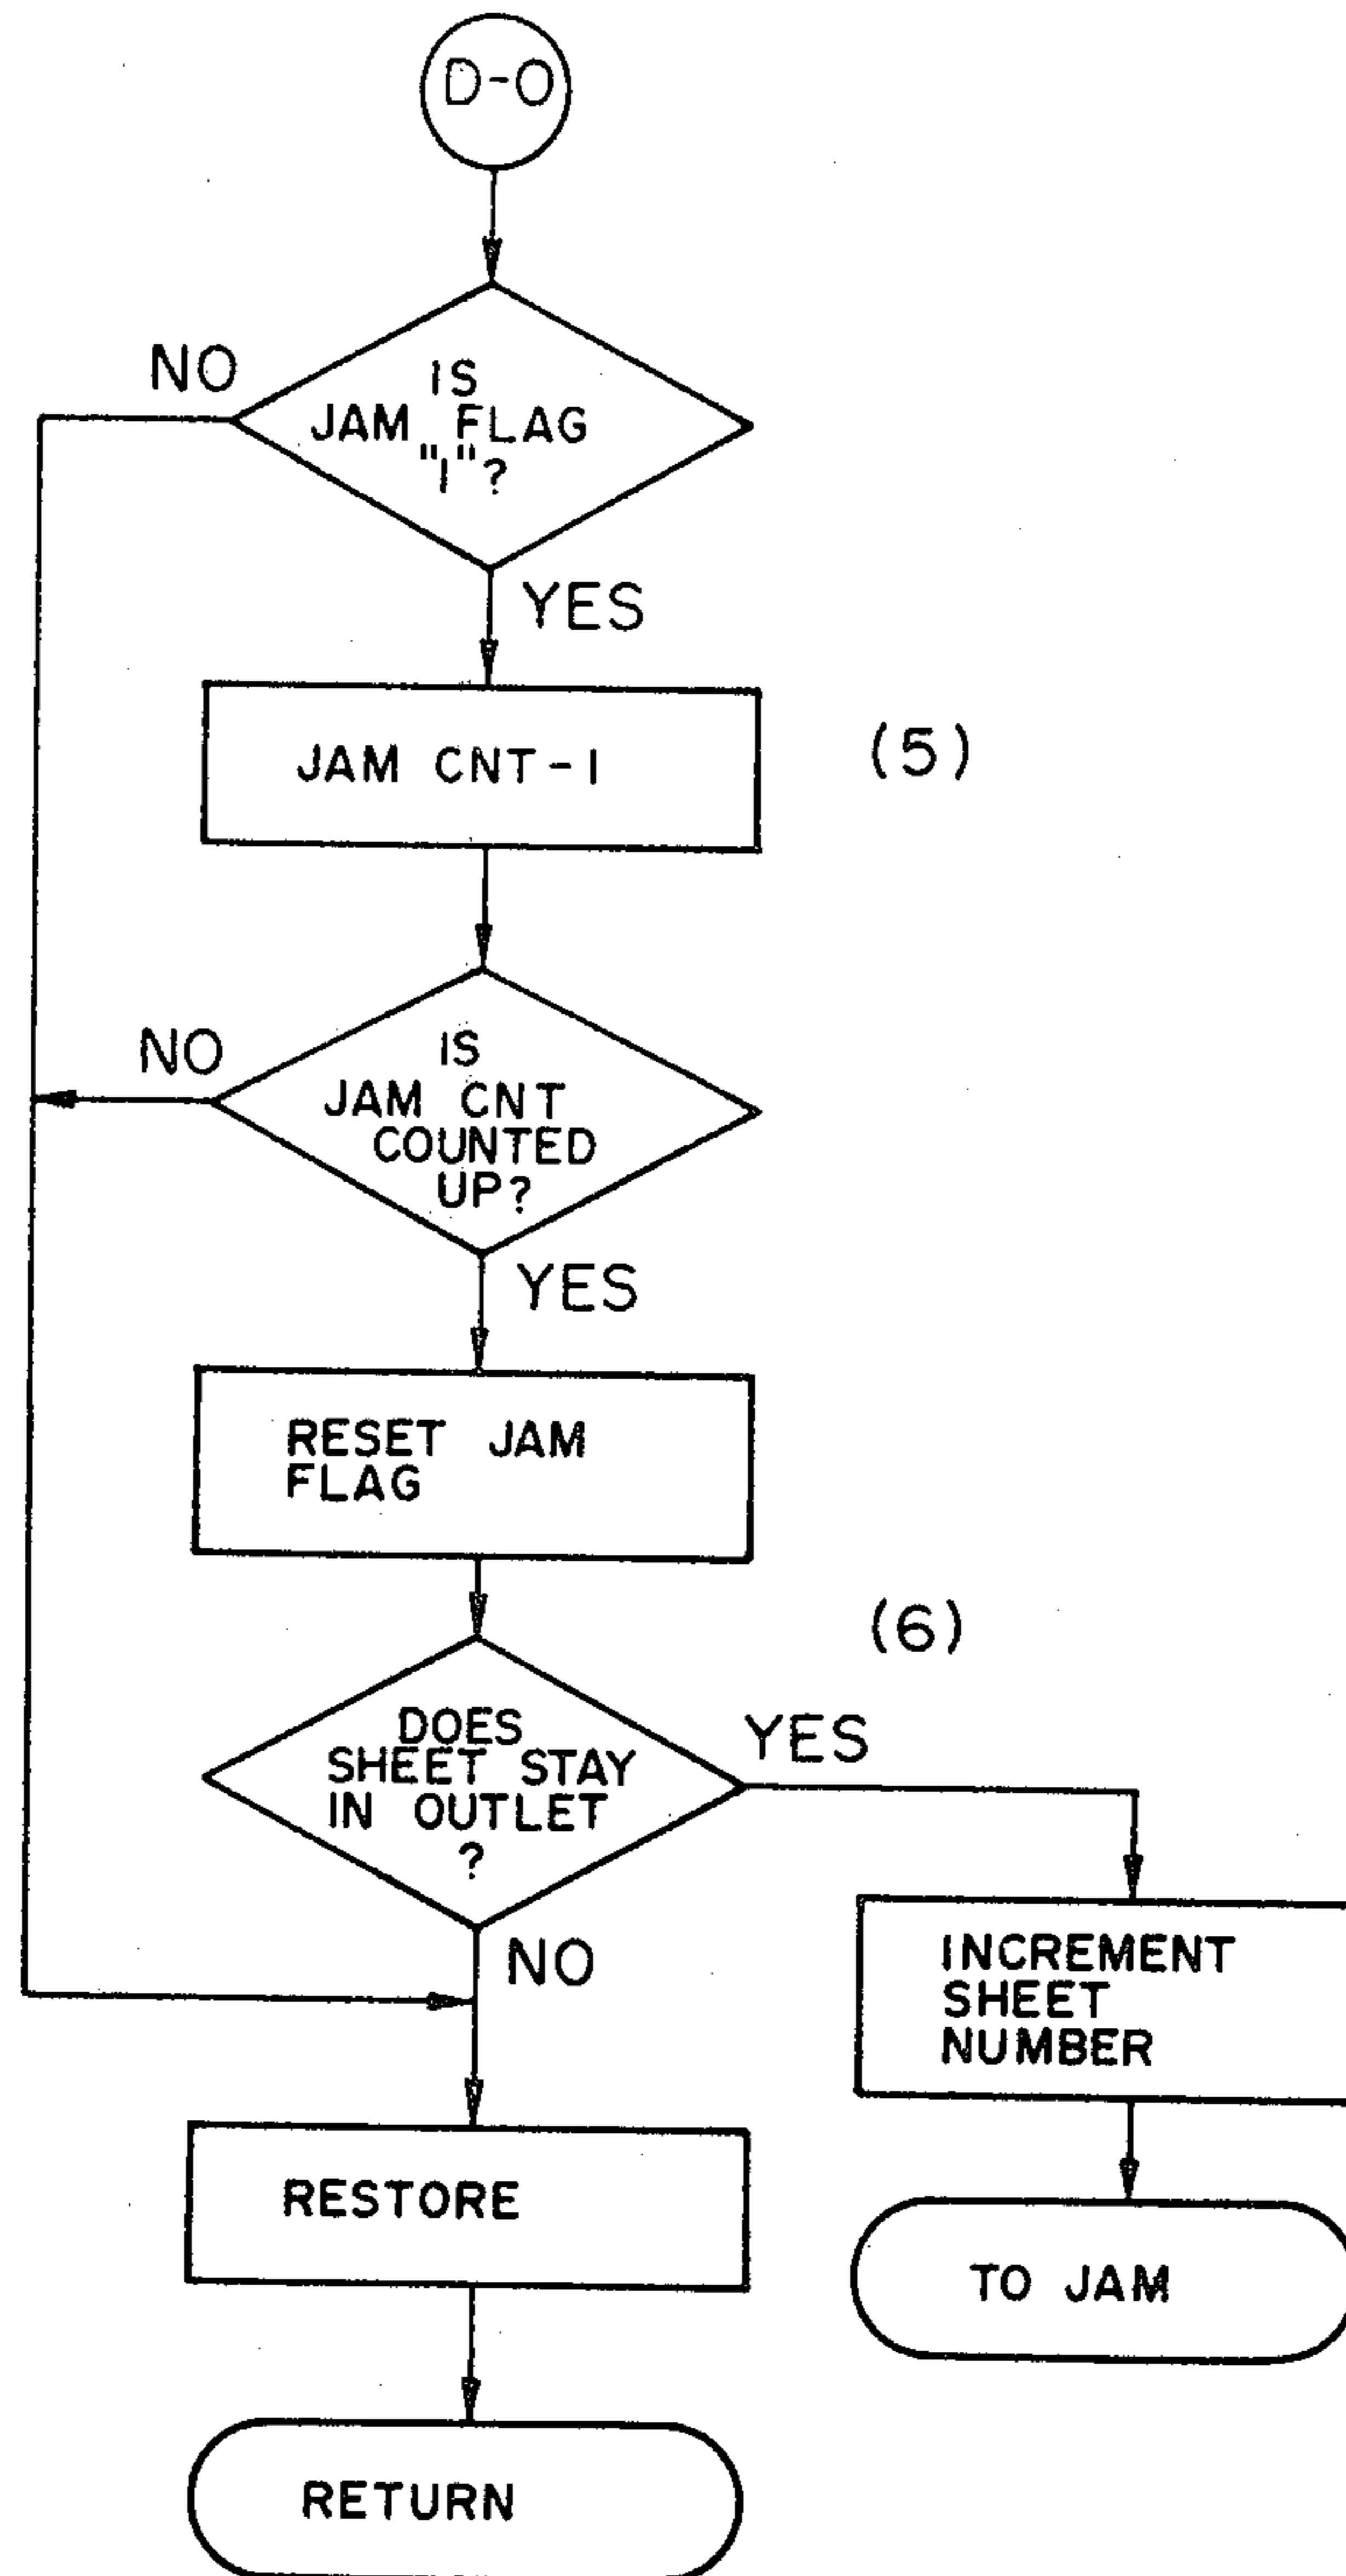 D-O
NO
IS
JAM FLAG
"1"?
YES
JAM CNT-1
(5)
NO
IS
JAM CNT
COUNTED
UP?
YES
RESET JAM
FLAG
(6)
DOES
SHEET STAY
IN OUTLET
?
YES
NO
INCREMENT
SHEET
NUMBER
RESTORE
TO JAM
RETURN